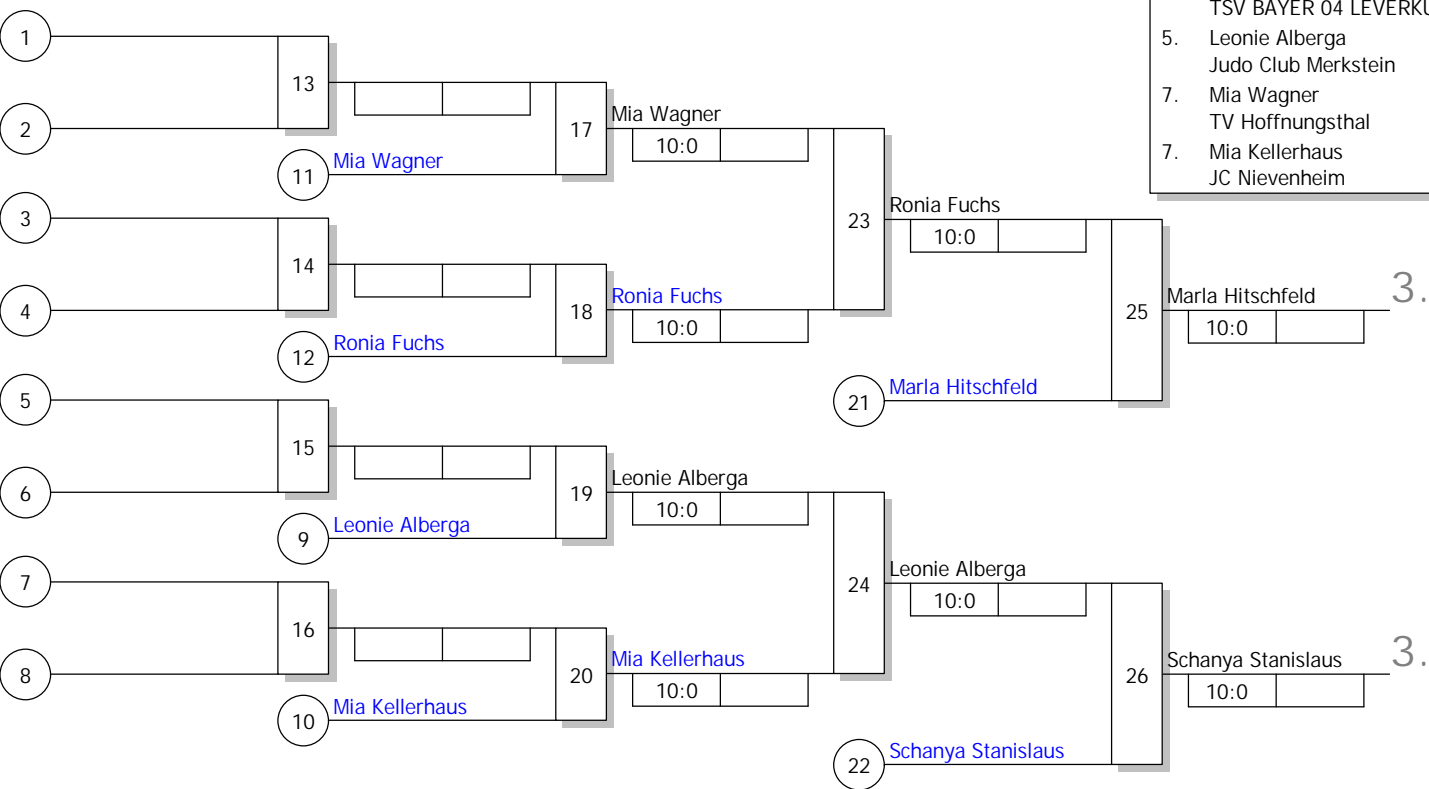 TSV BAYER 04
5. Leonie Alberga
Judo Club Merkstein
7. Mia Wagner
TV Hoffnungsthal
7. Mia Kellerhaus
JC Nievenheim
1
13
2
17
Mia Wagner
10:0
11
Mia Wagner
3
23
Ronia Fuchs
10:0
14
4
18
Ronia Fuchs
10:0
12
Ronia Fuchs
25
Marla Hitschfeld
3.
10:0
21
Marla Hitschfeld
5
15
6
19
Leonie Alberga
10:0
9
Leonie Alberga
7
24
Leonie Alberga
10:0
16
8
20
Mia Kellerhaus
10:0
10
Mia Kellerhaus
26
Schanya Stanislaus
3.
10:0
22
Schanya Stanislaus